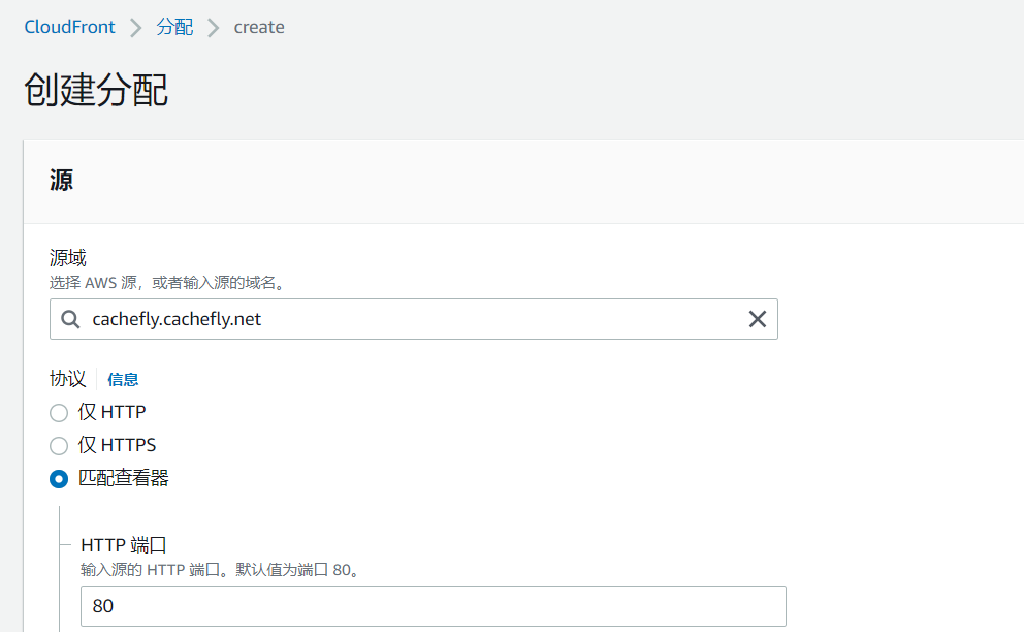 CloudFront > 分配 > create
创建分配
源
源域
选择 AWS 源，或者输入源的域名。
cachefly.cachefly.net
协议 信息
仅 HTTP
仅 HTTPS
匹配查看器
HTTP 端口
输入源的 HTTP 端口。默认值为端口 80。
80